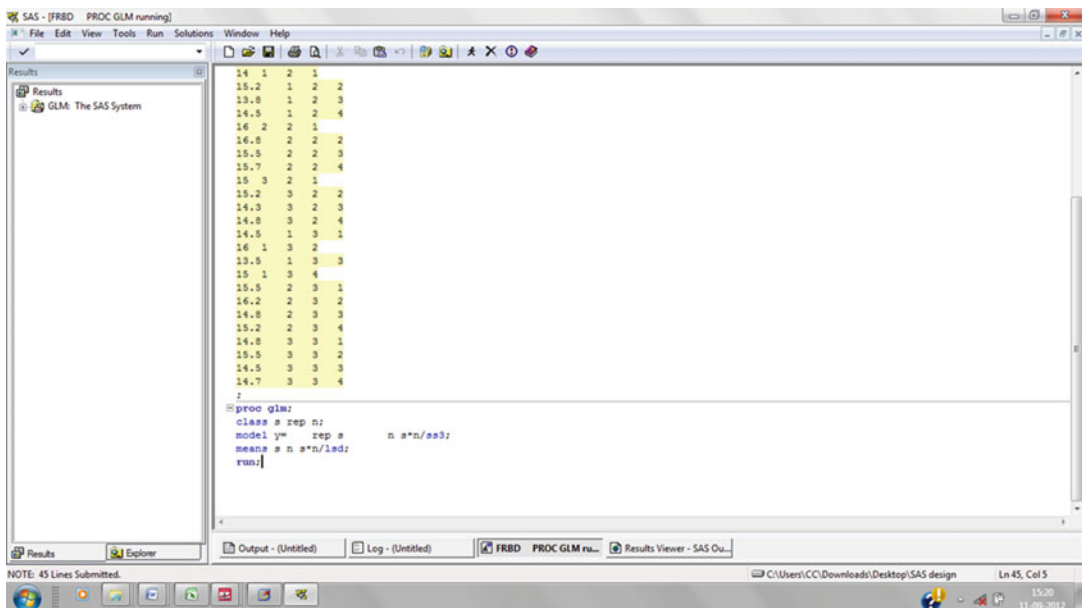 SAS - [FRBD PROC GLM running]
File Edit View Tools Run Solutions Window Help
Results
Results
GLM: The SAS System
14 1 2 1
15.2 1 2 2
13.8 1 2 3
14.5 1 2 4
16 2 2 1
16.8 2 2 2
15.5 2 2 3
15.7 2 2 4
15 3 2 1
15.2 3 2 2
14.3 3 2 3
14.8 3 2 4
14.5 1 3 1
16 1 3 2
13.5 1 3 3
15 1 3 4
15.5 2 3 1
16.2 2 3 2
14.8 2 3 3
15.2 2 3 4
14.8 3 3 1
15.5 3 3 2
14.5 3 3 3
14.7 3 3 4
;
proc glm;
class s rep n;
model y= rep s n s*n/ss3;
means s n s*n/lsd;
run;
Results
Explorer
Output - (Untitled)
Log - (Untitled)
FRBD PROC GLM ru...
Results Viewer - SAS Ou...
NOTE: 45 Lines Submitted.
C:\Users\CC\Downloads\Desktop\SAS design
Ln 45, Col 5
15:20
11-09-2012